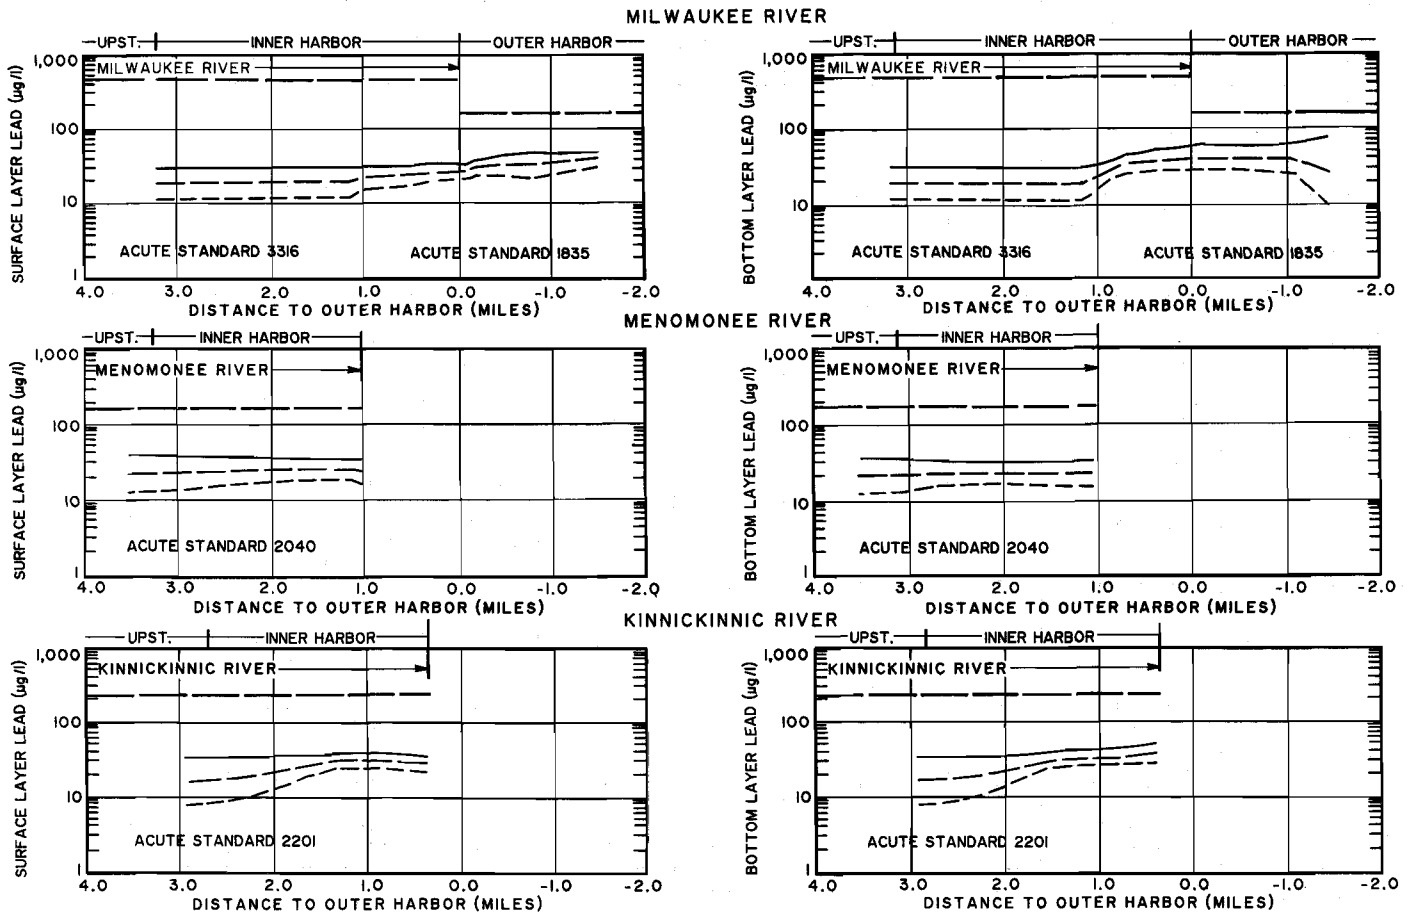 MILWAUKEE RIVER
UPST. INNER HARBOR OUTER HARBOR
MILWAUKEE RIVER
SURFACE LAYER LEAD (µg/l)
1,000
100
10
1
ACUTE STANDARD 3316 ACUTE STANDARD 1835
4.0 3.0 2.0 1.0 0.0 -1.0 -2.0
DISTANCE TO OUTER HARBOR (MILES)
UPST. INNER HARBOR OUTER HARBOR
MILWAUKEE RIVER
BOTTOM LAYER LEAD (µg/l)
1,000
100
10
1
ACUTE STANDARD 3316 ACUTE STANDARD 1835
4.0 3.0 2.0 1.0 0.0 -1.0 -2.0
DISTANCE TO OUTER HARBOR (MILES)
MENOMONEE RIVER
UPST. INNER HARBOR
MENOMONEE RIVER
SURFACE LAYER LEAD (µg/l)
1,000
100
10
1
ACUTE STANDARD 2040
4.0 3.0 2.0 1.0 0.0 -1.0 -2.0
DISTANCE TO OUTER HARBOR (MILES)
UPST. INNER HARBOR
MENOMONEE RIVER
BOTTOM LAYER LEAD (µg/l)
1,000
100
10
1
ACUTE STANDARD 2040
4.0 3.0 2.0 1.0 0.0 -1.0 -2.0
DISTANCE TO OUTER HARBOR (MILES)
KINNICKINNIC RIVER
UPST. INNER HARBOR
KINNICKINNIC RIVER
SURFACE LAYER LEAD (µg/l)
1,000
100
10
1
ACUTE STANDARD 2201
4.0 3.0 2.0 1.0 0.0 -1.0 -2.0
DISTANCE TO OUTER HARBOR (MILES)
UPST. INNER HARBOR
KINNICKINNIC RIVER
BOTTOM LAYER LEAD (µg/l)
1,000
100
10
1
ACUTE STANDARD 2201
4.0 3.0 2.0 1.0 0.0 -1.0 -2.0
DISTANCE TO OUTER HARBOR (MILES)